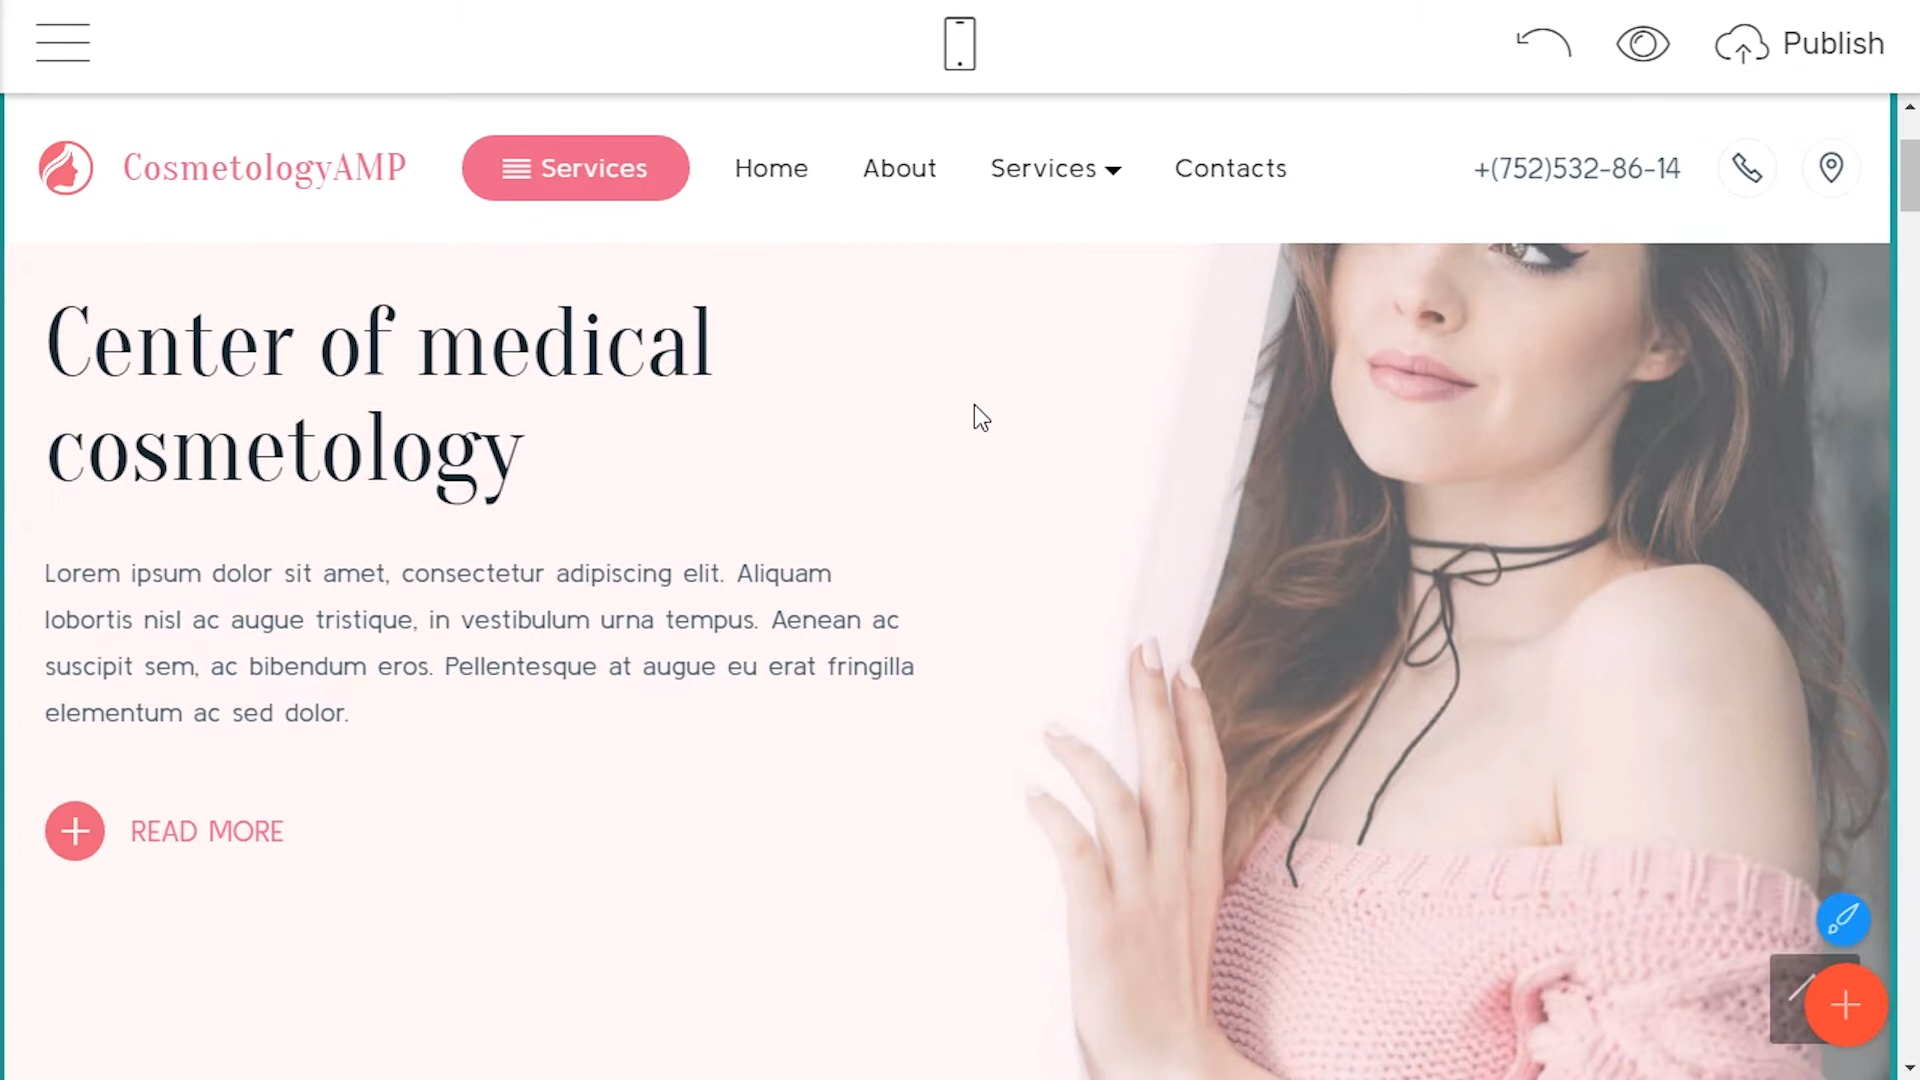 Publish
CosmetologyAMP
Services
Home
About
Services
Contacts
+(752)532-86-14
Center of medical
cosmetology
Lorem ipsum dolor sit amet, consectetur adipiscing elit. Aliquam
lobortis nisl ac augue tristique, in vestibulum urna tempus. Aenean ac
suscipit sem, ac bibendum eros. Pellentesque at augue eu erat fringilla
elementum ac sed dolor.
READ MORE